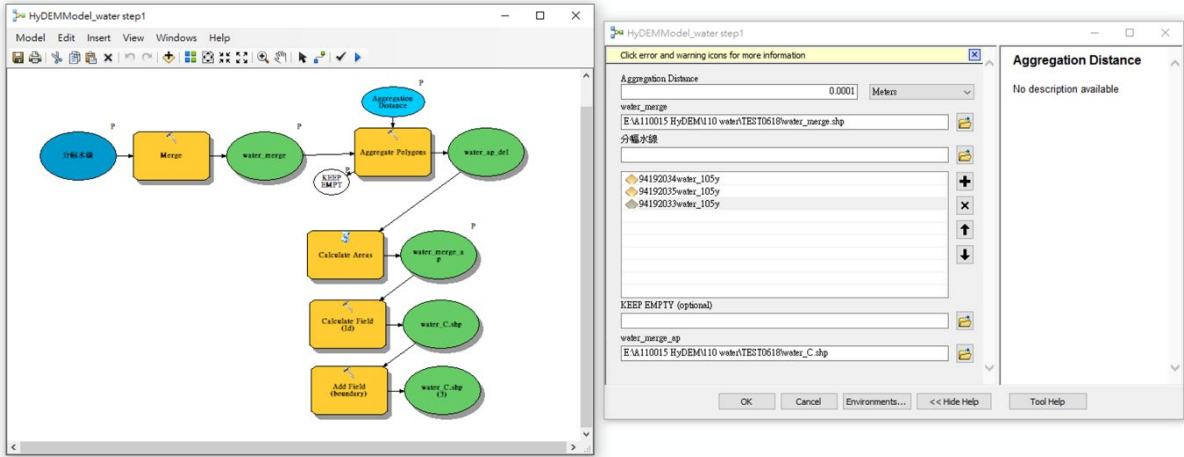 HyDEMModel_water step1
Model Edit Insert View Windows Help
P
Aggregation
Distance
P
分幅水線
Merge
P
water_merge
Aggregate Polygons
water_ap_del
P
KEEP
EMPT
Calculate Areas
P
water_merge_a
p
Calculate Field
(Id)
water_C.shp
Add Field
(boundary)
water_C.shp
(3)
HyDEMModel_water step1
Click error and warning icons for more information
Aggregation Distance
0.0001 Meters
water_merge
E:\A110015 HyDEM\110 water\TEST0618\water_merge.shp
分幅水線
94192034water_105y
94192035water_105y
94192033water_105y
KEEP EMPTY (optional)
water_merge_ap
E:\A110015 HyDEM\110 water\TEST0618\water_C.shp
OK Cancel Environments... << Hide Help Tool Help
Aggregation Distance
No description available